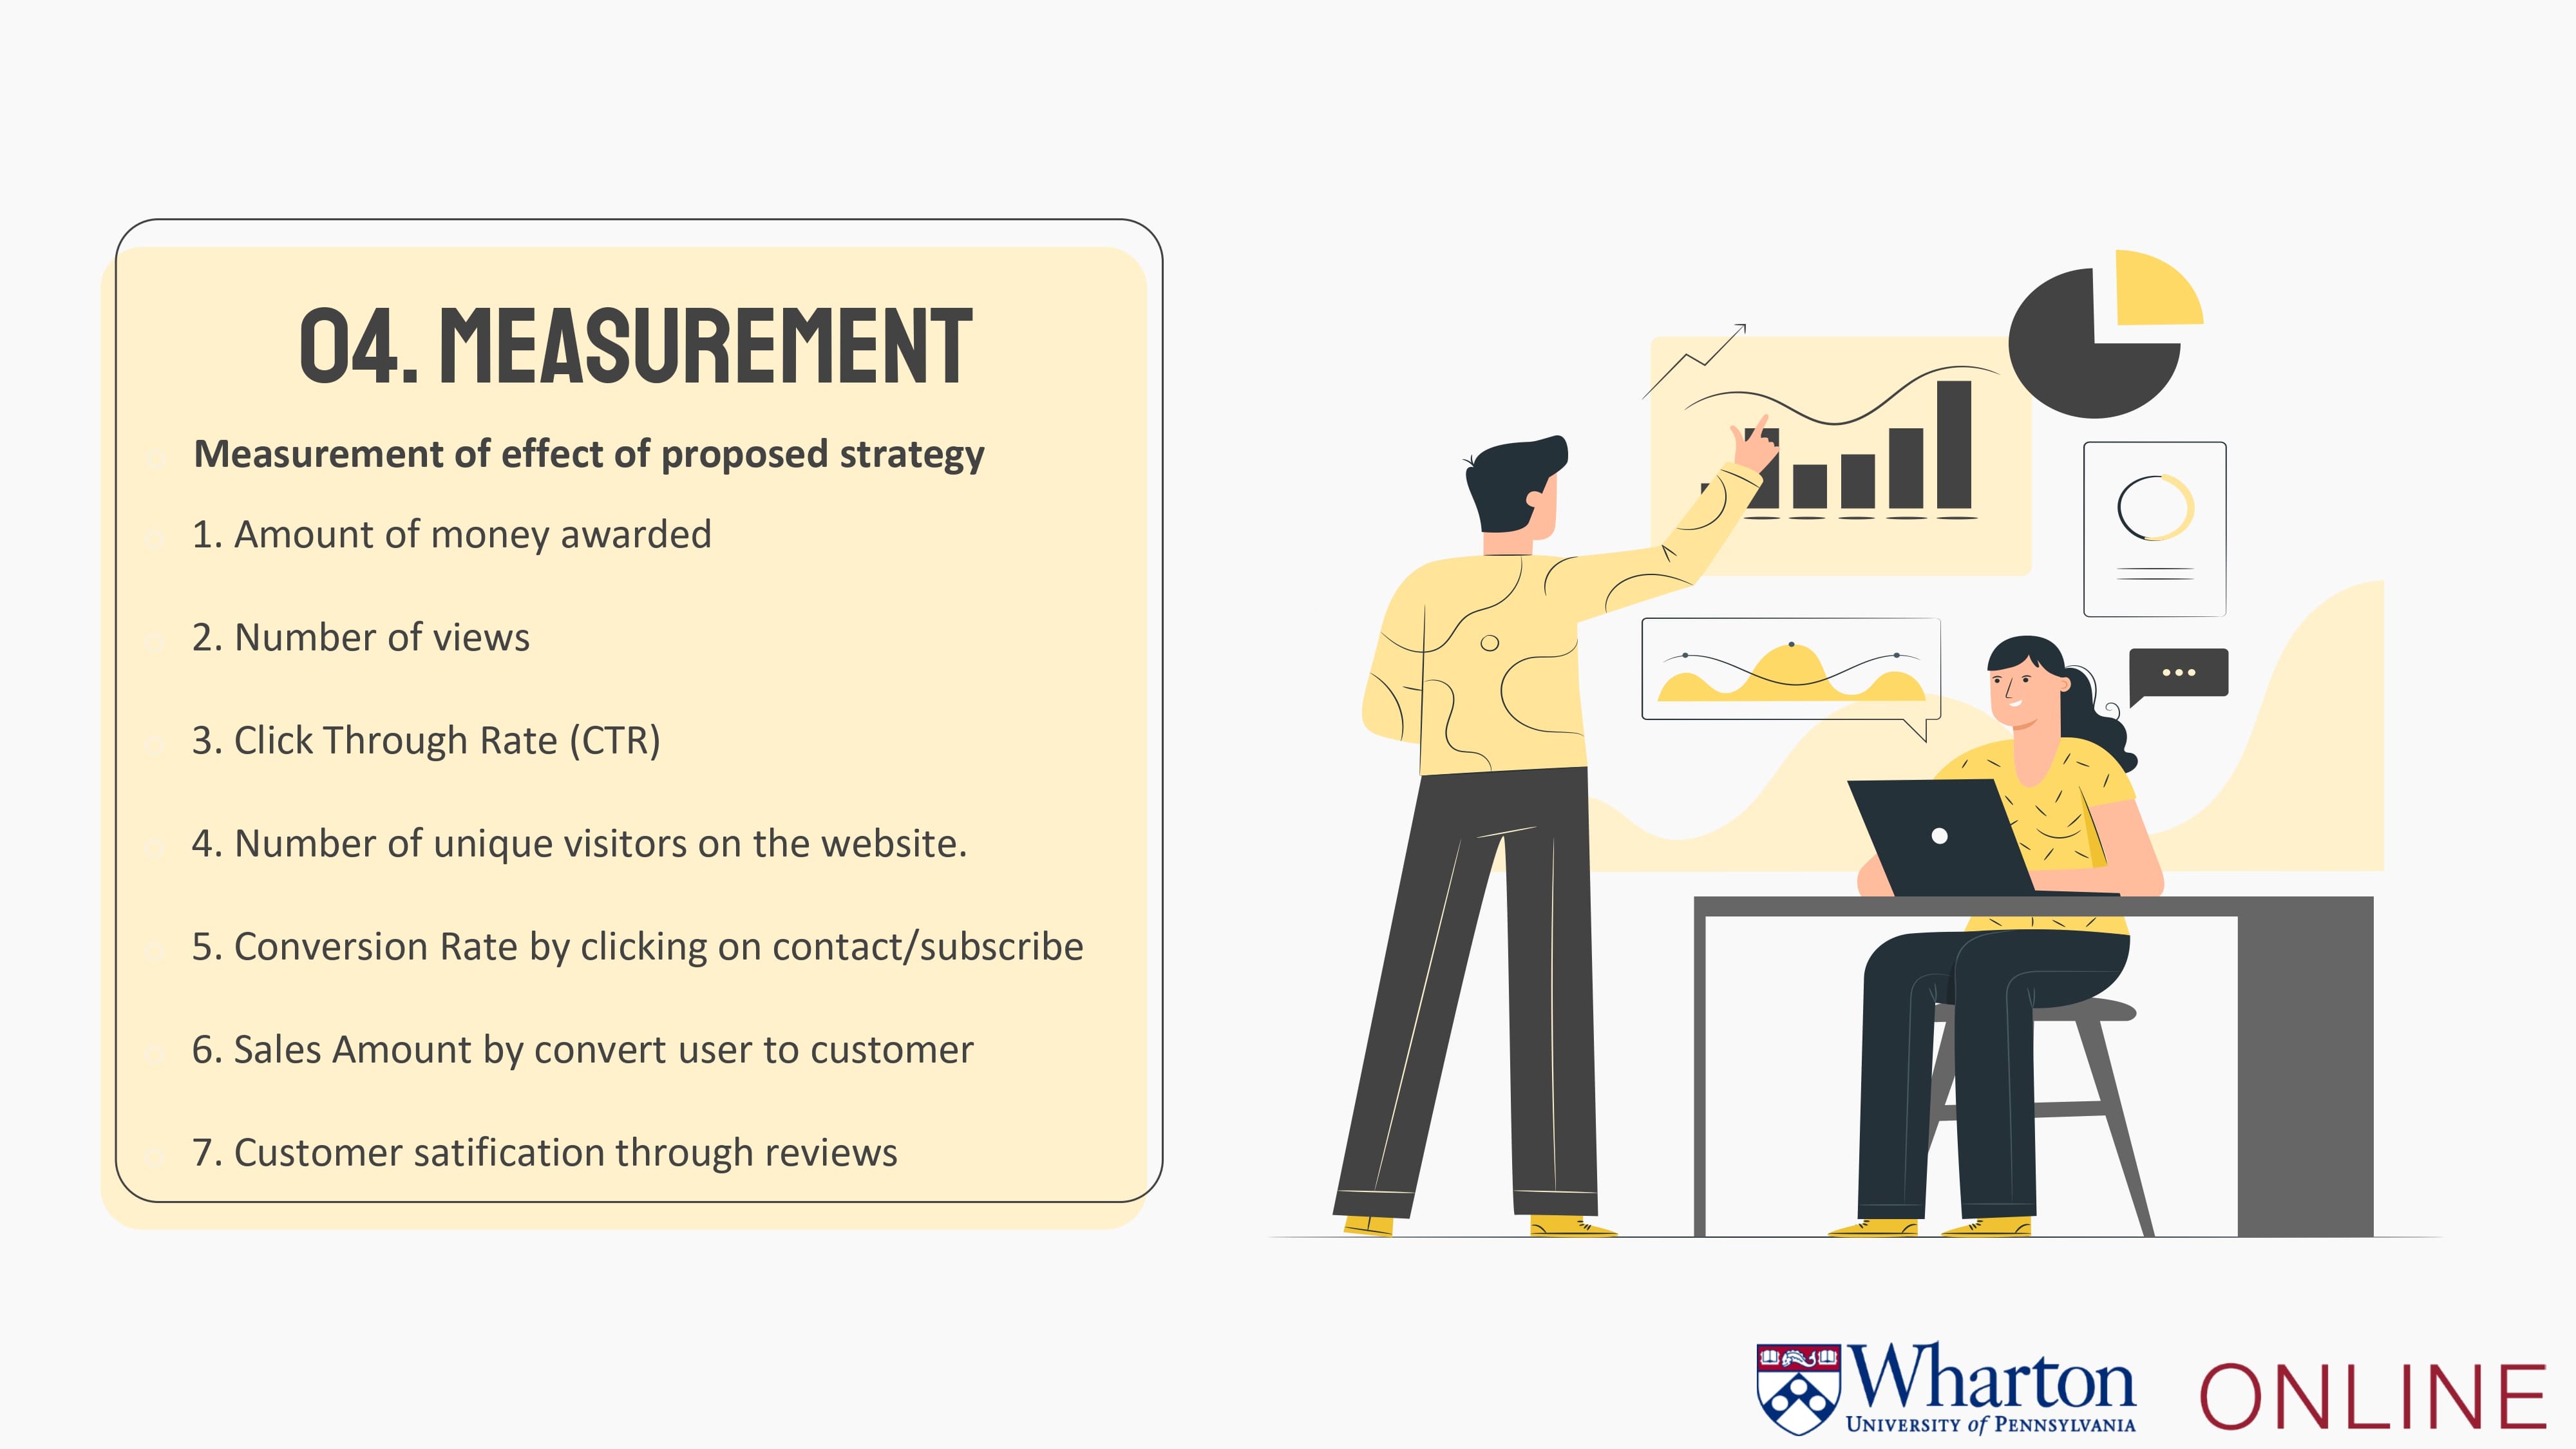 04. MEASUREMENT
Measurement of effect of proposed strategy
1. Amount of money awarded
2. Number of views
3. Click Through Rate (CTR)
4. Number of unique visitors on the website.
5. Conversion Rate by clicking on contact/subscribe
6. Sales Amount by convert user to customer
7. Customer satification through reviews
Wharton
UNIVERSITY of PENNSYLVANIA
ONLINE